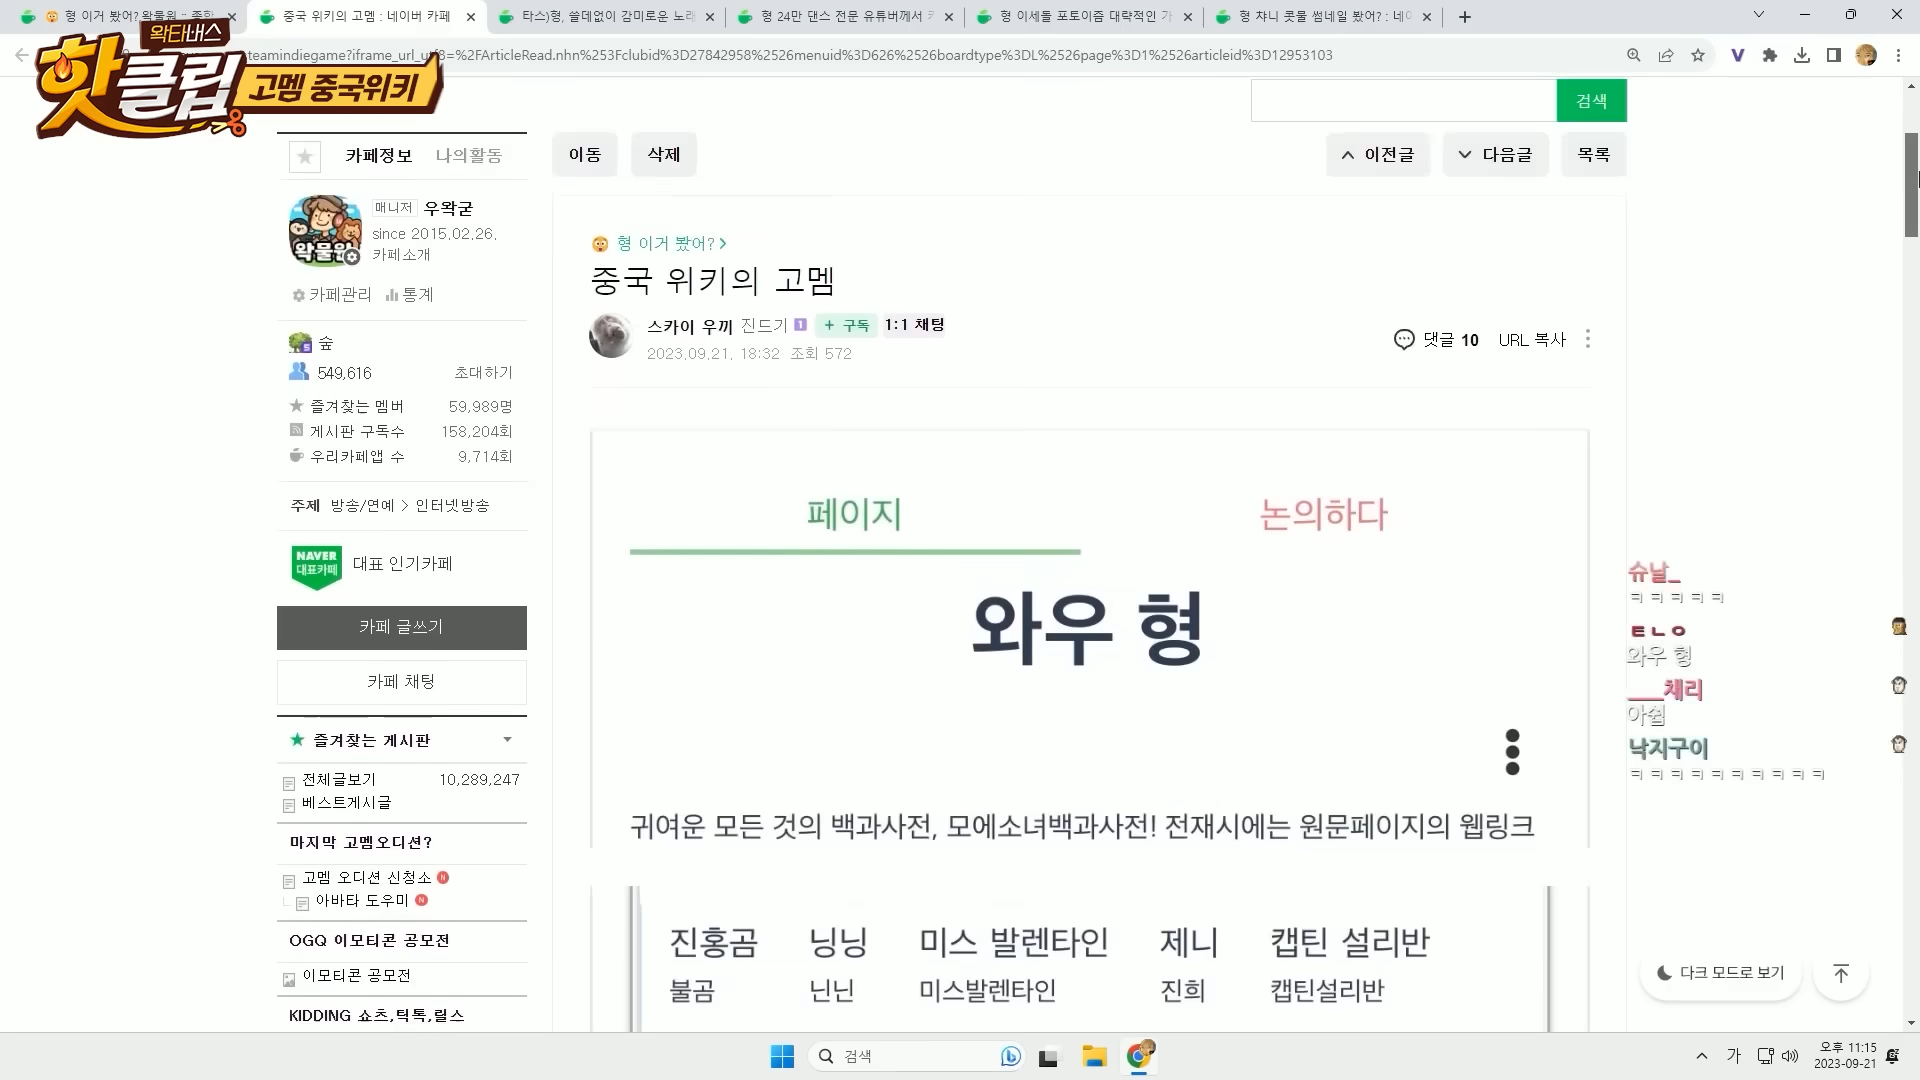 형 이거 봤어? 왁물원 :: 종합
중국 위키의 고멤 : 네이버 카페
타스)형, 쓸데없이 감미로운 노래
형 24만 댄스 전문 유튜버께서
형 이세돌 포토이즘 대략적인 가
형 챠니 콧물 썸네일 봤어? : 네이
teamindiegame?iframe_url_utf8=%2FArticleRead.nhn%253Fclubid%3D27842958%2526menuid%3D626%2526boardtype%3DL%2526page%3D1%2526articleid%3D12953103
왁타버스
핫클립
고멤 중국위키
검색
카페정보 나의활동
이동 삭제
이전글 다음글 목록
매니저 우왁굳
since 2015.02.26.
카페소개
왁물원
카페관리 통계
숲
549,616 초대하기
즐겨찾는 멤버 59,989명
게시판 구독수 158,204회
우리카페앱 수 9,714회
주제 방송/연예 > 인터넷방송
NAVER
대표카페
대표 인기카페
카페 글쓰기
카페 채팅
즐겨찾는 게시판
전체글보기 10,289,247
베스트게시글
마지막 고멤오디션?
고멤 오디션 신청소 N
아바타 도우미 N
OGQ 이모티콘 공모전
이모티콘 공모전
KIDDING 쇼츠,틱톡,릴스
형 이거 봤어? >
중국 위키의 고멤
스카이 우끼 진드기 1 + 구독 1:1 채팅
2023.09.21. 18:32 조회 572
댓글 10 URL 복사
페이지 논의하다
와우 형
귀여운 모든 것의 백과사전, 모에소녀백과사전! 전재시에는 원문페이지의 웹링크
진홍곰 닝닝 미스 발렌타인 제니 캡틴 설리반
불곰 닌닌 미스발렌타인 진희 캡틴설리반
슈날_
ㅋㅋㅋㅋㅋ
ㅌㄴㅇ
와우 형
___체리
아쉽
낙지구이
ㅋㅋㅋㅋㅋㅋㅋㅋㅋㅋ
다크 모드로 보기
검색
가
오후 11:15
2023-09-21